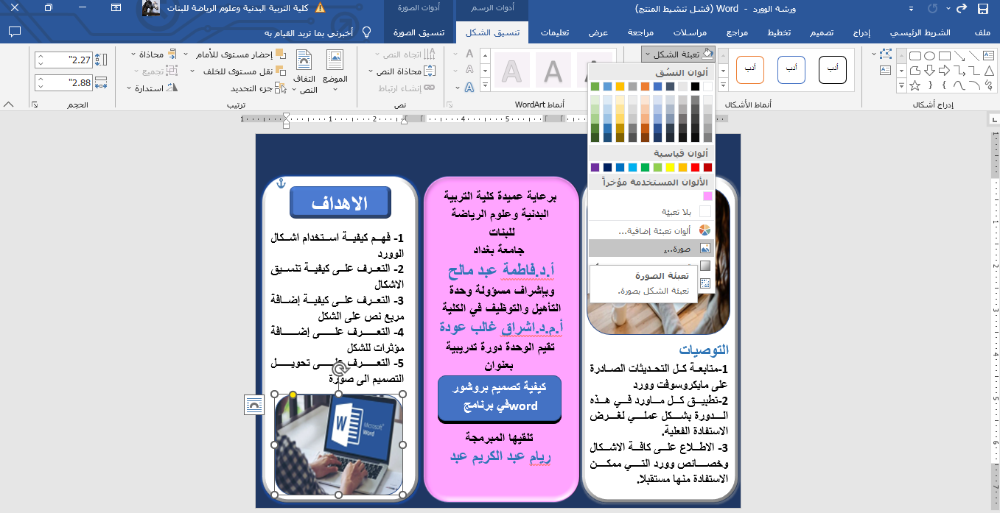 ورشة الوورد - Word (فشل تنشيط المنتج)
أدوات الرسم
أدوات الصورة
كلية التربية البدنية وعلوم الرياضة للبنات
ملف
الشريط الرئيسي
إدراج
تصميم
تخطيط
مراجع
مراسلات
مراجعة
عرض
تعليمات
تنسيق الشكل
تنسيق الصورة
أخبرني بما تريد القيام به
أدب
أدب
أدب
تعبئة الشكل
A
A
A
A
A
اتجاه النص
محاذاة النص
إنشاء ارتباط
الموضع
التفاف النص
إحضار مستوى للأمام
نقل مستوى للخلف
جزء التحديد
محاذاة
تجميع
استدارة
2.27"
2.88"
إدراج أشكال
أنماط الأشكال
أنماط WordArt
نص
ترتيب
الحجم
ألوان النسُق
ألوان قياسية
الألوان المستخدمة مؤخراً
بلا تعبئة
ألوان تعبئة إضافية...
صورة...
تعبئة الصورة
تعبئة الشكل بصورة.
التوصيات
1-متابعة كل التحديثات الصادرة
على مايكروسوفت وورد
2-تطبيق كل ماورد في هذه
الدورة بشكل عملي لغرض
الاستفادة الفعلية.
3- الاطلاع على كافة الاشكال
وخصائص وورد التي ممكن
الاستفادة منها مستقبلا.
برعاية عميدة كلية التربية
البدنية وعلوم الرياضة
للبنات
جامعة بغداد
أ.د.فاطمة عبد مالح
وبإشراف مسؤولة وحدة
التأهيل والتوظيف في الكلية
أ.م.د.اشراق غالب عودة
تقيم الوحدة دورة تدريبية
بعنوان
كيفية تصميم بروشور
في برنامج word
تلقيها المبرمجة
ريام عبد الكريم عبد
الاهداف
1- فهم كيفية استخدام اشكال
الوورد
2- التعرف على كيفية تنسيق
الاشكال
3- التعرف على كيفية إضافة
مربع نص على الشكل
4- التعرف على إضافة
مؤثرات للشكل
5- التعرف على تحويل
التصميم الى صورة
W
Microsoft
Word